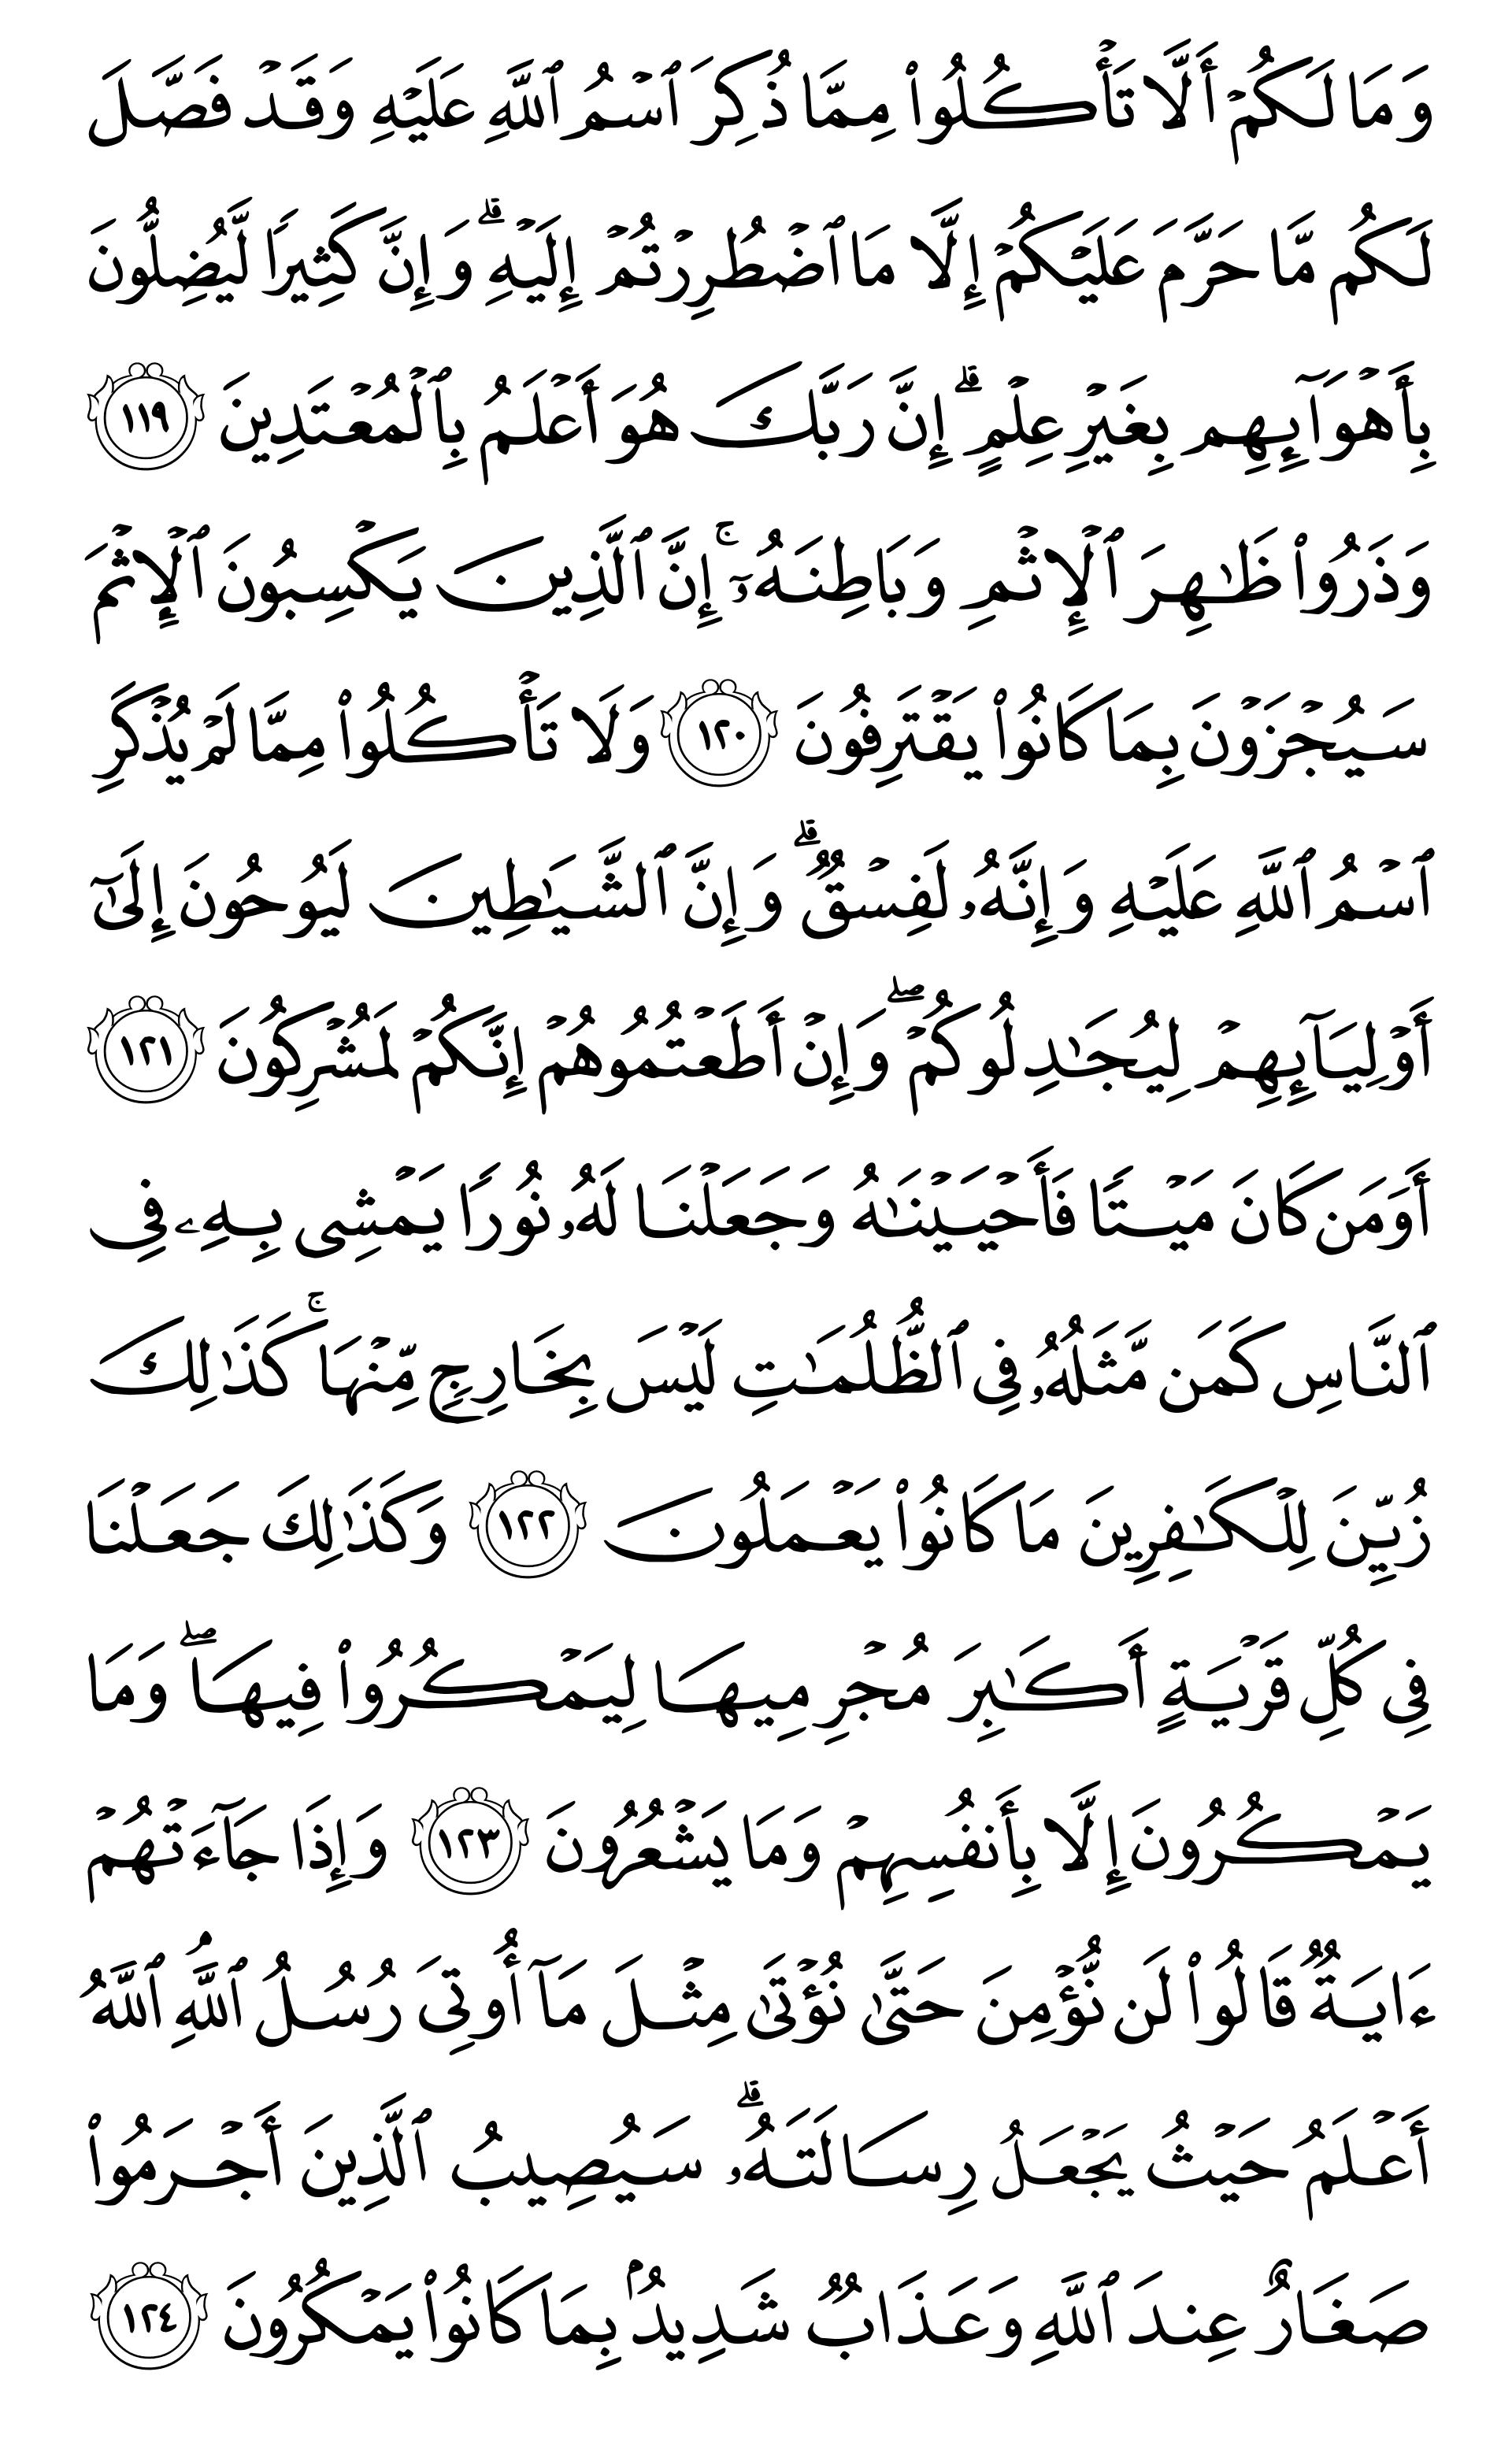 وَمَا لَكُمْ أَلَّا تَأْكُلُوا۟ مِمَّا ذُكِرَ ٱسْمُ ٱللَّهِ عَلَيْهِ وَقَدْ فَصَّلَ
لَكُم مَّا حَرَّمَ عَلَيْكُمْ إِلَّا مَا ٱضْطُرِرْتُمْ إِلَيْهِ ۗ وَإِنَّ كَثِيرًا لَّيُضِلُّونَ
بِأَهْوَآئِهِم بِغَيْرِ عِلْمٍ ۗ إِنَّ رَبَّكَ هُوَ أَعْلَمُ بِٱلْمُعْتَدِينَ ١١٩
وَذَرُوا۟ ظَـٰهِرَ ٱلْإِثْمِ وَبَاطِنَهُۥٓ ۚ إِنَّ ٱلَّذِينَ يَكْسِبُونَ ٱلْإِثْمَ
سَيُجْزَوْنَ بِمَا كَانُوا۟ يَقْتَرِفُونَ ١٢٠ وَلَا تَأْكُلُوا۟ مِمَّا لَمْ يُذْكَرِ
ٱسْمُ ٱللَّهِ عَلَيْهِ وَإِنَّهُۥ لَفِسْقٌ ۗ وَإِنَّ ٱلشَّيَـٰطِينَ لَيُوحُونَ إِلَىٰٓ
أَوْلِيَآئِهِمْ لِيُجَـٰدِلُوكُمْ ۖ وَإِنْ أَطَعْتُمُوهُمْ إِنَّكُمْ لَمُشْرِكُونَ ١٢١
أَوَمَن كَانَ مَيْتًا فَأَحْيَيْنَـٰهُ وَجَعَلْنَا لَهُۥ نُورًا يَمْشِى بِهِۦ فِى
ٱلنَّاسِ كَمَن مَّثَلُهُۥ فِى ٱلظُّلُمَـٰتِ لَيْسَ بِخَارِجٍ مِّنْهَا ۚ كَذَٰلِكَ
زُيِّنَ لِلْكَـٰفِرِينَ مَا كَانُوا۟ يَعْمَلُونَ ١٢٢ وَكَذَٰلِكَ جَعَلْنَا
فِى كُلِّ قَرْيَةٍ أَكَـٰبِرَ مُجْرِمِيهَا لِيَمْكُرُوا۟ فِيهَا ۖ وَمَا
يَمْكُرُونَ إِلَّا بِأَنفُسِهِمْ وَمَا يَشْعُرُونَ ١٢٣ وَإِذَا جَآءَتْهُمْ
ءَايَةٌ قَالُوا۟ لَن نُّؤْمِنَ حَتَّىٰ نُؤْتَىٰ مِثْلَ مَآ أُوتِىَ رُسُلُ ٱللَّهِ ۘ ٱللَّهُ
أَعْلَمُ حَيْثُ يَجْعَلُ رِسَالَتَهُۥ ۗ سَيُصِيبُ ٱلَّذِينَ أَجْرَمُوا۟
صَغَارٌ عِندَ ٱللَّهِ وَعَذَابٌ شَدِيدٌۢ بِمَا كَانُوا۟ يَمْكُرُونَ ١٢٤